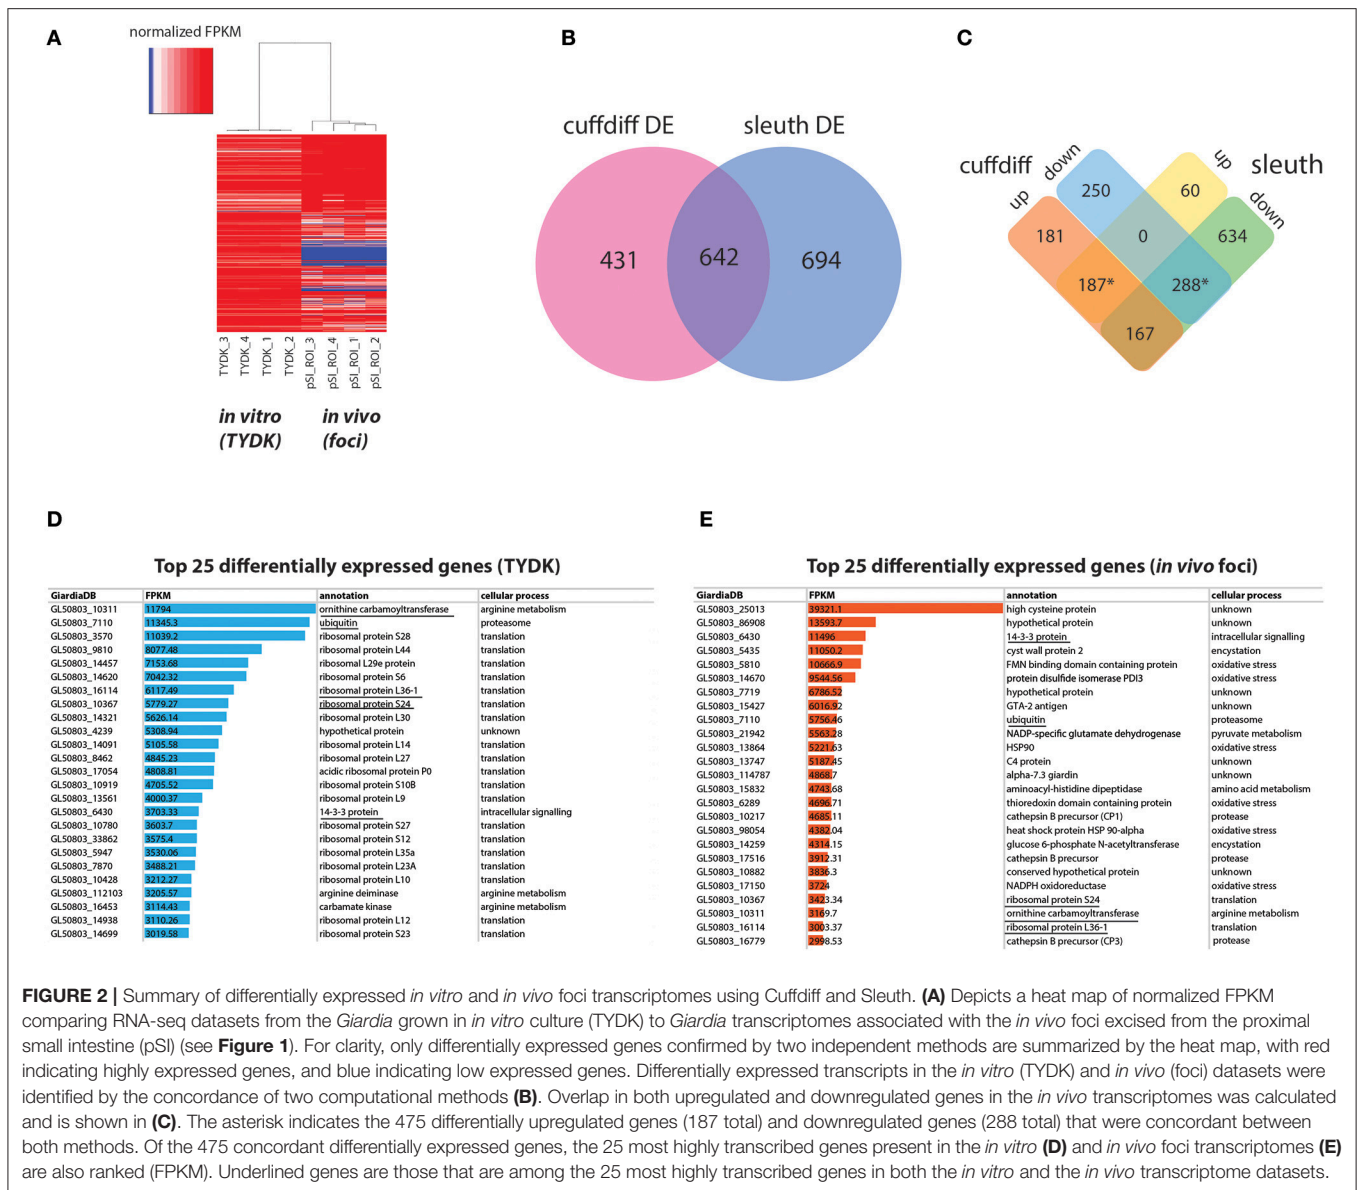 A
normalized FPKM
TYDK_3
TYDK_4
TYDK_1
TYDK_2
pSI_ROI_3
pSI_ROI_4
pSI_ROI_1
pSI_ROI_2
in vitro
(TYDK)
in vivo
(foci)
B
cuffdiff DE
sleuth DE
431
642
694
C
cuffdiff
sleuth
up
down
up
down
250
60
181
0
634
187*
288*
167
D
Top 25 differentially expressed genes (TYDK)
GiardiaDB FPKM annotation cellular process
GL50803_10311 11794 ornithine carbamoyltransferase arginine metabolism
GL50803_7110 11345.3 ubiquitin proteasome
GL50803_3570 11039.2 ribosomal protein S28 translation
GL50803_9810 8077.48 ribosomal protein L44 translation
GL50803_14457 7153.68 ribosomal L29e protein translation
GL50803_14620 7042.32 ribosomal protein S6 translation
GL50803_16114 6117.49 ribosomal protein L36-1 translation
GL50803_10367 5779.27 ribosomal protein S24 translation
GL50803_14321 5626.14 ribosomal protein L30 translation
GL50803_4239 5308.94 hypothetical protein unknown
GL50803_14091 5105.58 ribosomal protein L14 translation
GL50803_8462 4845.23 ribosomal protein L27 translation
GL50803_17054 4808.81 acidic ribosomal protein P0 translation
GL50803_10919 4705.52 ribosomal protein S10B translation
GL50803_13561 4000.37 ribosomal protein L9 translation
GL50803_6430 3703.33 14-3-3 protein intracellular signalling
GL50803_10780 3603.7 ribosomal protein S27 translation
GL50803_33862 3575.4 ribosomal protein S12 translation
GL50803_5947 3530.06 ribosomal protein L35a translation
GL50803_7870 3488.21 ribosomal protein L23A translation
GL50803_10428 3212.27 ribosomal protein L10 translation
GL50803_112103 3205.57 arginine deiminase arginine metabolism
GL50803_16453 3114.43 carbamate kinase arginine metabolism
GL50803_14938 3110.26 ribosomal protein L12 translation
GL50803_14699 3019.58 ribosomal protein S23 translation
E
Top 25 differentially expressed genes (in vivo foci)
GiardiaDB FPKM annotation cellular process
GL50803_25013 39321.1 high cysteine protein unknown
GL50803_86908 13593.7 hypothetical protein unknown
GL50803_6430 11496 14-3-3 protein intracellular signalling
GL50803_5435 11050.2 cyst wall protein 2 encystation
GL50803_5810 10666.9 FMN binding domain containing protein oxidative stress
GL50803_14670 9544.56 protein disulfide isomerase PDI3 oxidative stress
GL50803_7719 6786.52 hypothetical protein unknown
GL50803_15427 6016.92 GTA-2 antigen unknown
GL50803_7110 5756.46 ubiquitin proteasome
GL50803_21942 5563.28 NADP-specific glutamate dehydrogenase pyruvate metabolism
GL50803_13864 5221.63 HSP90 oxidative stress
GL50803_13747 5187.45 C4 protein unknown
GL50803_114787 4868.7 alpha-7.3 giardin unknown
GL50803_15832 4743.68 aminoacyl-histidine dipeptidase amino acid metabolism
GL50803_6289 4696.71 thioredoxin domain containing protein oxidative stress
GL50803_10217 4685.11 cathepsin B precursor (CP1) protease
GL50803_98054 4382.04 heat shock protein HSP 90-alpha oxidative stress
GL50803_14259 4314.15 glucose 6-phosphate N-acetyltransferase encystation
GL50803_17516 3912.31 cathepsin B precursor protease
GL50803_10882 3836.3 conserved hypothetical protein unknown
GL50803_17150 3724 NADPH oxidoreductase oxidative stress
GL50803_10367 3423.34 ribosomal protein S24 translation
GL50803_10311 3169.7 ornithine carbamoyltransferase arginine metabolism
GL50803_16114 3003.37 ribosomal protein L36-1 translation
GL50803_16779 2998.53 cathepsin B precursor (CP3) protease
FIGURE 2 | Summary of differentially expressed in vitro and in vivo foci transcriptomes using Cuffdiff and Sleuth. (A) Depicts a heat map of normalized FPKM
comparing RNA-seq datasets from the Giardia grown in in vitro culture (TYDK) to Giardia transcriptomes associated with the in vivo foci excised from the proximal
small intestine (pSI) (see Figure 1). For clarity, only differentially expressed genes confirmed by two independent methods are summarized by the heat map, with red
indicating highly expressed genes, and blue indicating low expressed genes. Differentially expressed transcripts in the in vitro (TYDK) and in vivo (foci) datasets were
identified by the concordance of two computational methods (B). Overlap in both upregulated and downregulated genes in the in vivo transcriptomes was calculated
and is shown in (C). The asterisk indicates the 475 differentially upregulated genes (187 total) and downregulated genes (288 total) that were concordant between
both methods. Of the 475 concordant differentially expressed genes, the 25 most highly transcribed genes present in the in vitro (D) and in vivo foci transcriptomes (E)
are also ranked (FPKM). Underlined genes are those that are among the 25 most highly transcribed genes in both the in vitro and the in vivo transcriptome datasets.